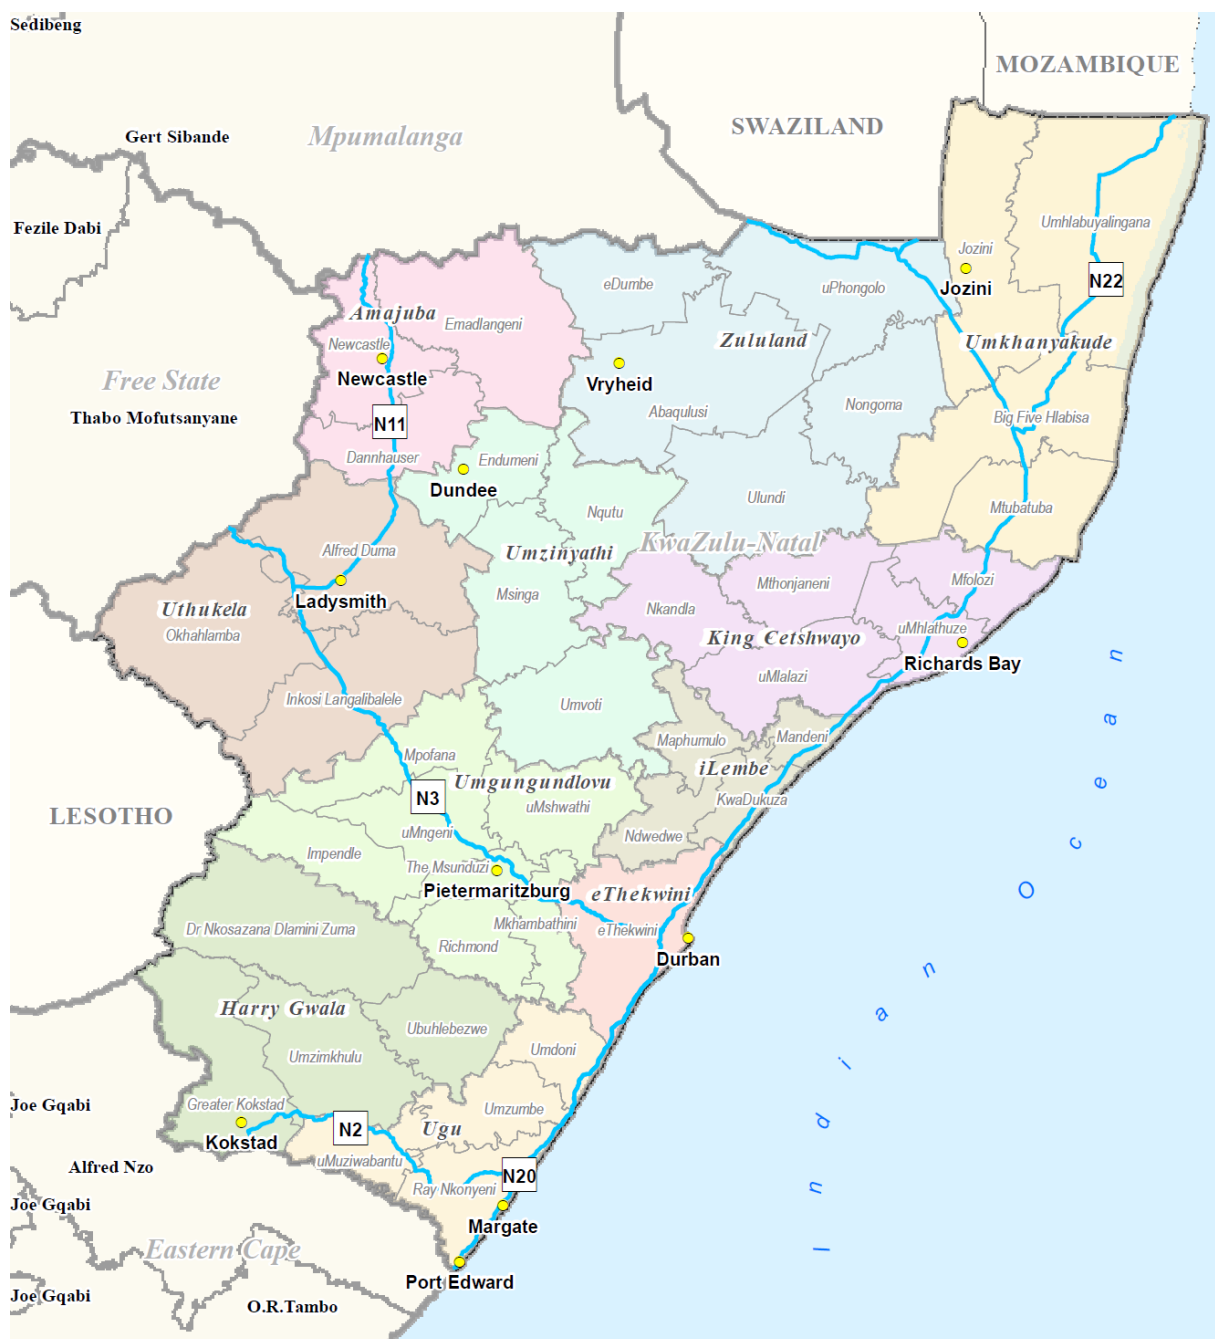 Sedibeng
MOZAMBIQUE
SWAZILAND
Gert Sibande
Mpumalanga
Fezile Dabi
Umhlabuyalingana
Jozini
Jozini
N22
eDumbe
uPhongolo
Amajuba
Emadlangeni
Newcastle
Newcastle
Zululand
Umkhanyakude
Vryheid
Free State
Thabo Mofutsanyane
Abaqulusi
Nongoma
Big Five Hlabisa
N11
Dannhauser
Endumeni
Dundee
Ulundi
Mtubatuba
Nqutu
KwaZulu-Natal
Umzinyathi
Alfred Duma
Ladysmith
Uthukela
Okhahlamba
Msinga
Mthonjaneni
Mfolozi
Nkandla
King Cetshwayo
uMhlathuze
Richards Bay
uMlalazi
Inkosi Langalibalele
Umvoti
Mpofana
Maphumulo
Mandeni
iLembe
Umgungundlovu
N3
uMshwathi
KwaDukuza
LESOTHO
uMngeni
Ndwedwe
Impendle
The Msunduzi
Pietermaritzburg
eThekwini
eThekwini
Mkhambathini
Dr Nkosazana Dlamini Zuma
Richmond
Durban
Indian Ocean
Harry Gwala
Ubuhlebezwe
Umzimkhulu
Umdoni
Joe Gqabi
Greater Kokstad
Kokstad
N2
Umzumbe
Ugu
uMuziwabantu
Alfred Nzo
Ray Nkonyeni
N20
Joe Gqabi
Margate
Eastern Cape
Port Edward
Joe Gqabi
O.R.Tambo